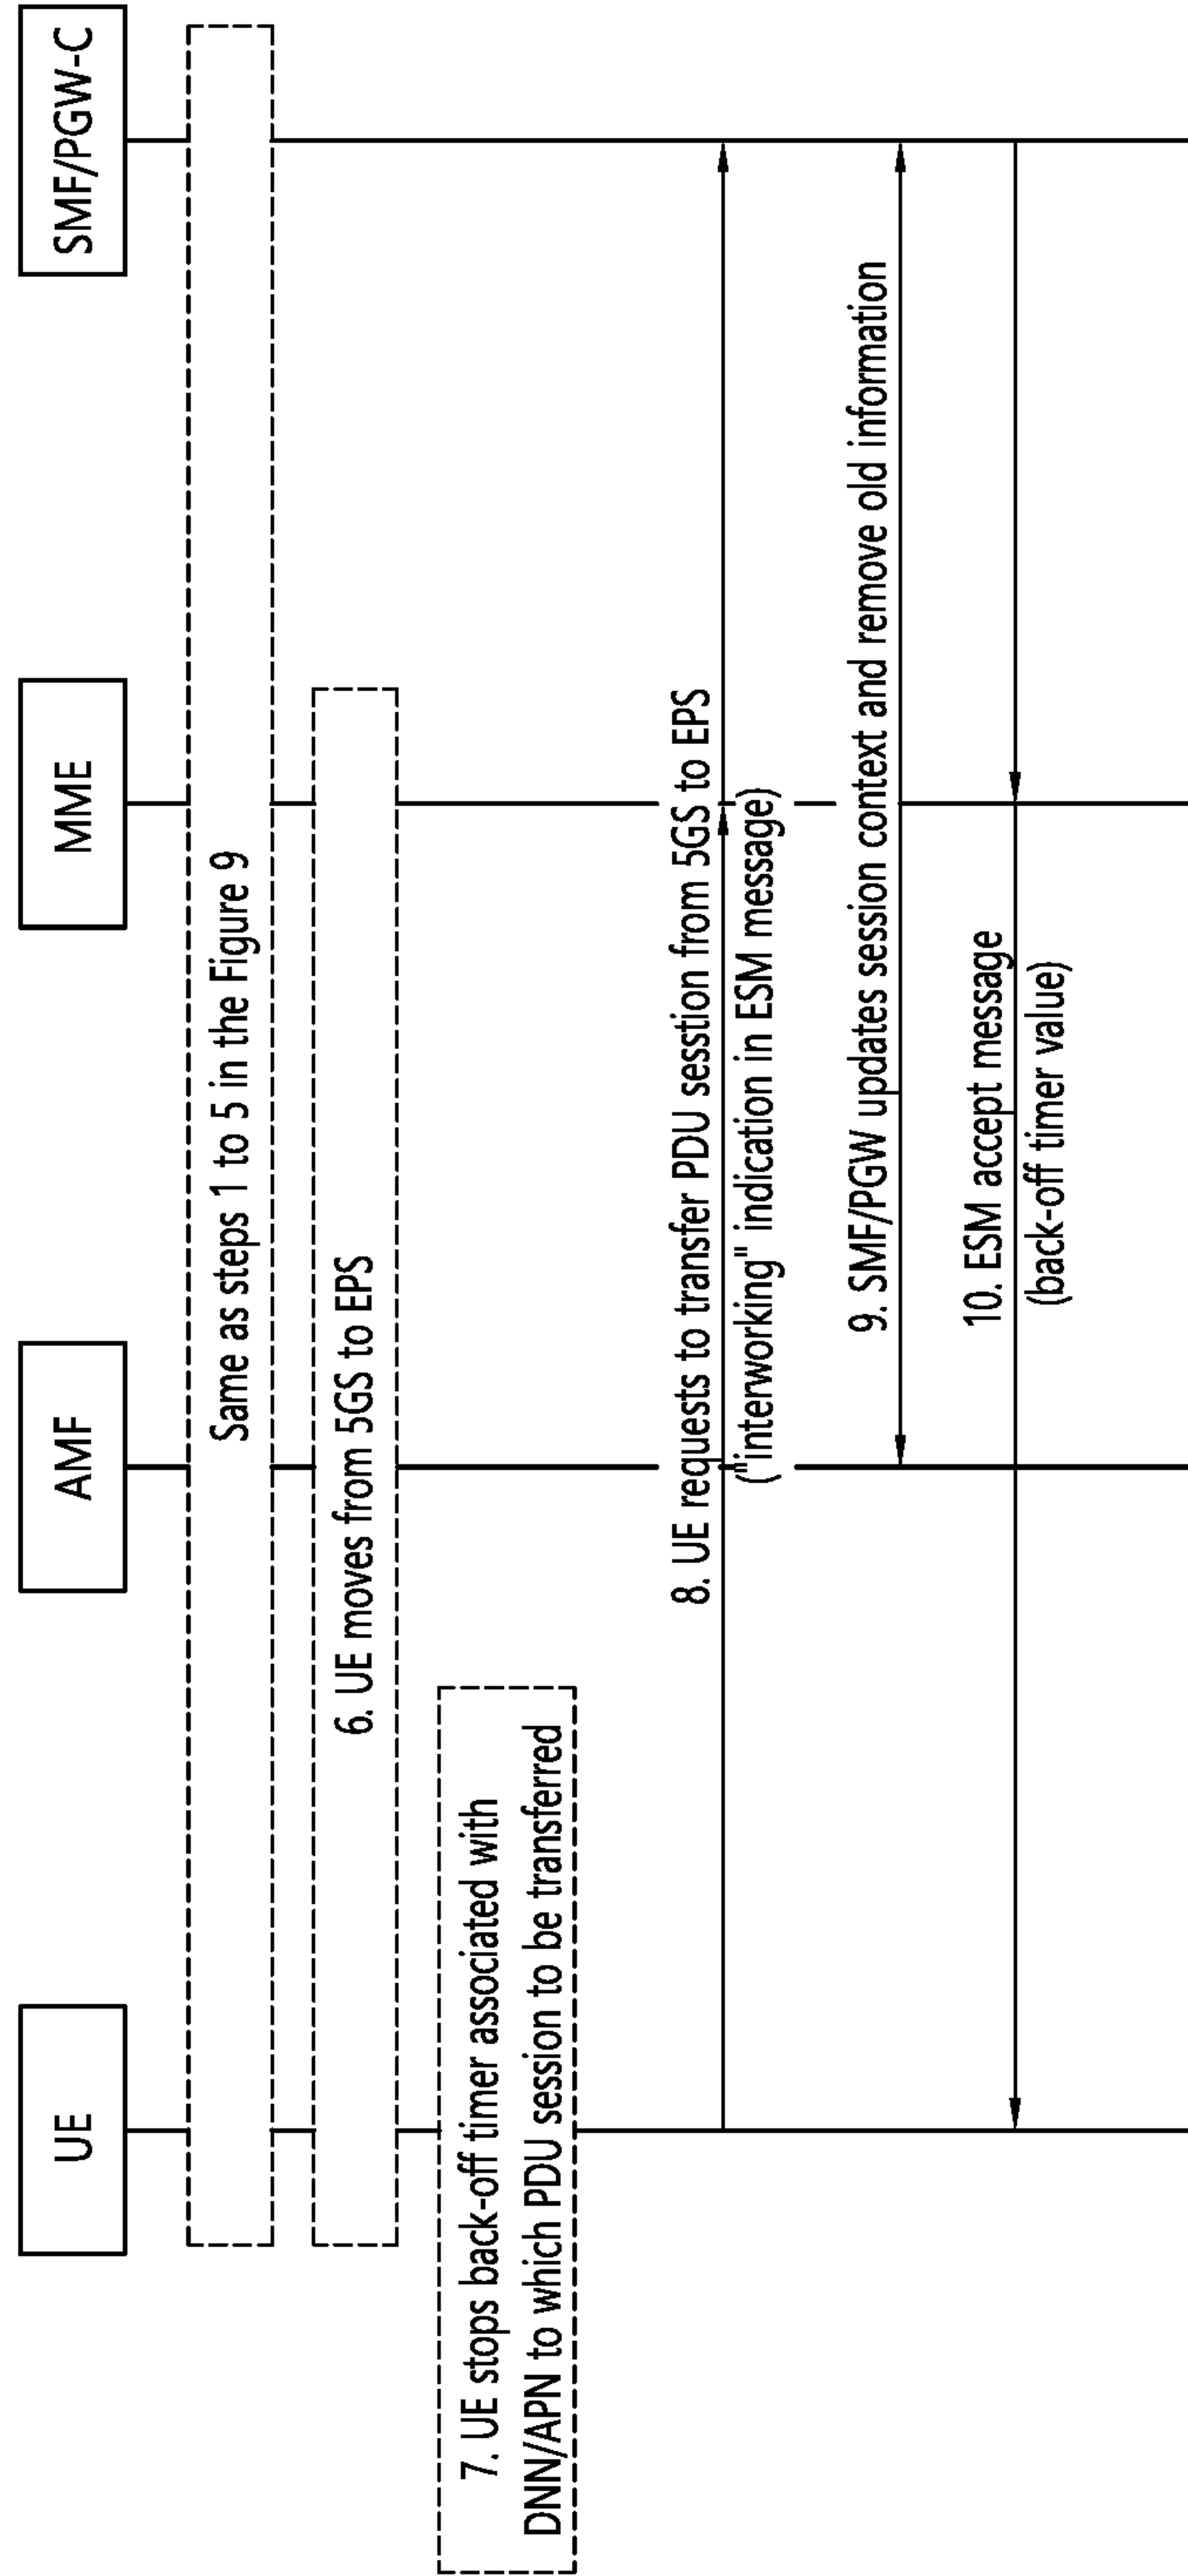 UE
AMF
MME
SMF/PGW-C
Same as steps 1 to 5 in the Figure 9
6. UE moves from 5GS to EPS
7. UE stops back-off timer associated with
DNN/APN to which PDU session to be transferred
8. UE requests to transfer PDU sesstion from 5GS to EPS
("interworking" indication in ESM message)
9. SMF/PGW updates session context and remove old information
10. ESM accept message
(back-off timer value)